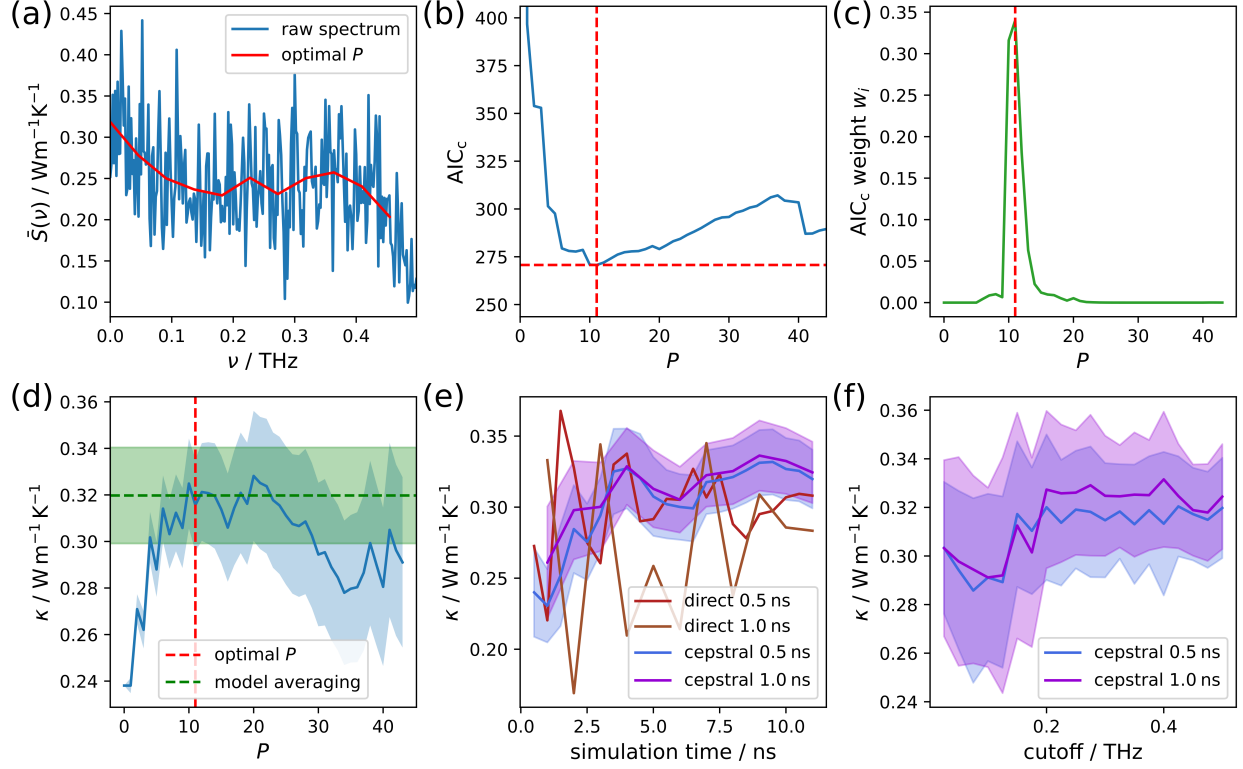 (a)
0.45
0.40
0.35
0.30
0.25
0.20
0.15
0.10
S̄(ν) / Wm⁻¹K⁻¹
raw spectrum
optimal P
0.0 0.1 0.2 0.3 0.4
ν / THz
(b)
400
375
350
325
300
275
250
AIC_c
0 10 20 30 40
P
(c)
0.35
0.30
0.25
0.20
0.15
0.10
0.05
0.00
AIC_c weight w_i
0 10 20 30 40
P
(d)
0.36
0.34
0.32
0.30
0.28
0.26
0.24
κ / W m⁻¹ K⁻¹
optimal P
model averaging
0 10 20 30 40
P
(e)
0.35
0.30
0.25
0.20
κ / W m⁻¹ K⁻¹
direct 0.5 ns
direct 1.0 ns
cepstral 0.5 ns
cepstral 1.0 ns
0.0 2.5 5.0 7.5 10.0
simulation time / ns
(f)
0.36
0.34
0.32
0.30
0.28
0.26
0.24
κ / W m⁻¹ K⁻¹
cepstral 0.5 ns
cepstral 1.0 ns
0.2 0.4
cutoff / THz